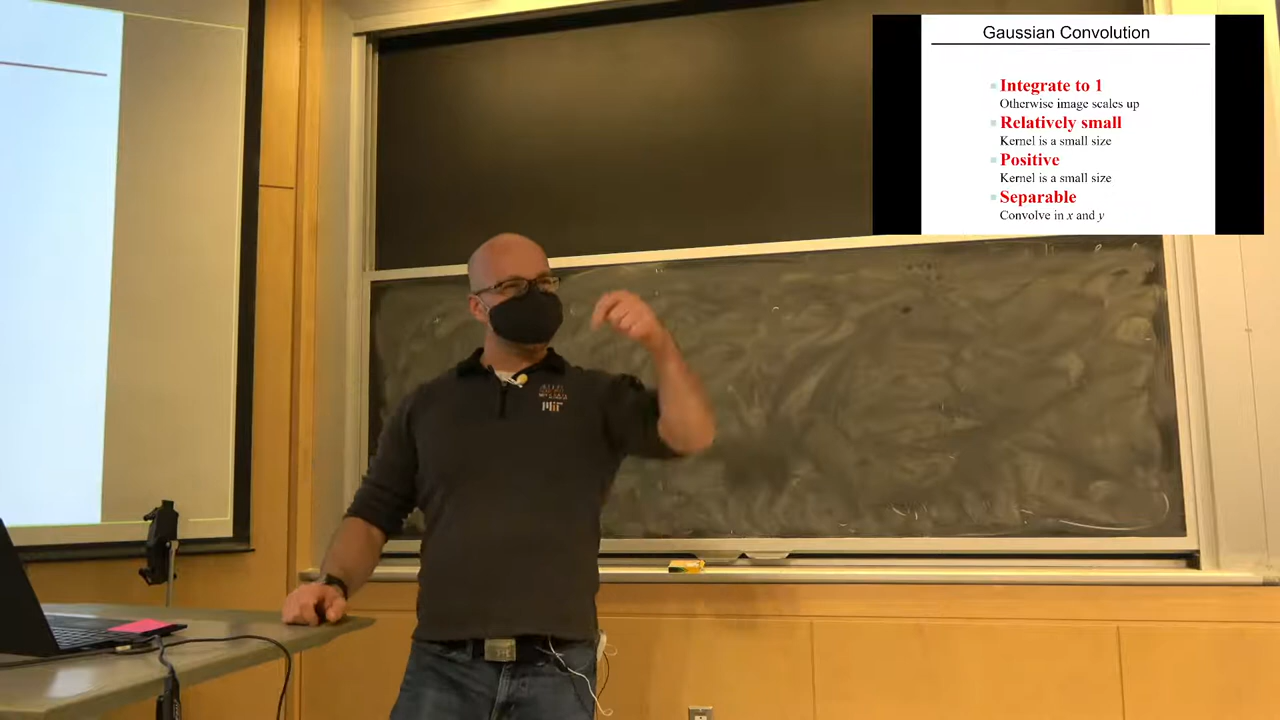 Gaussian Convolution
Integrate to 1
Otherwise image scales up
Relatively small
Kernel is a small size
Positive
Kernel is a small size
Separable
Convolve in x and y
MIT